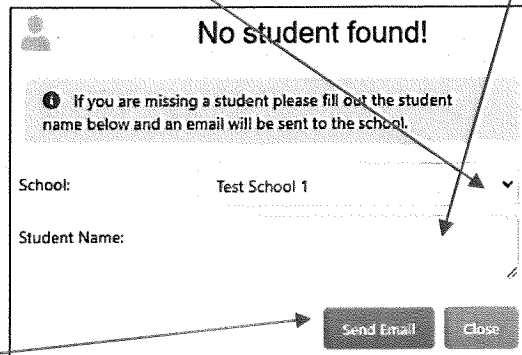 No student found!
If you are missing a student please fill out the student
name below and an email will be sent to the school.
School: Test School 1
Student Name:
Send Email Close